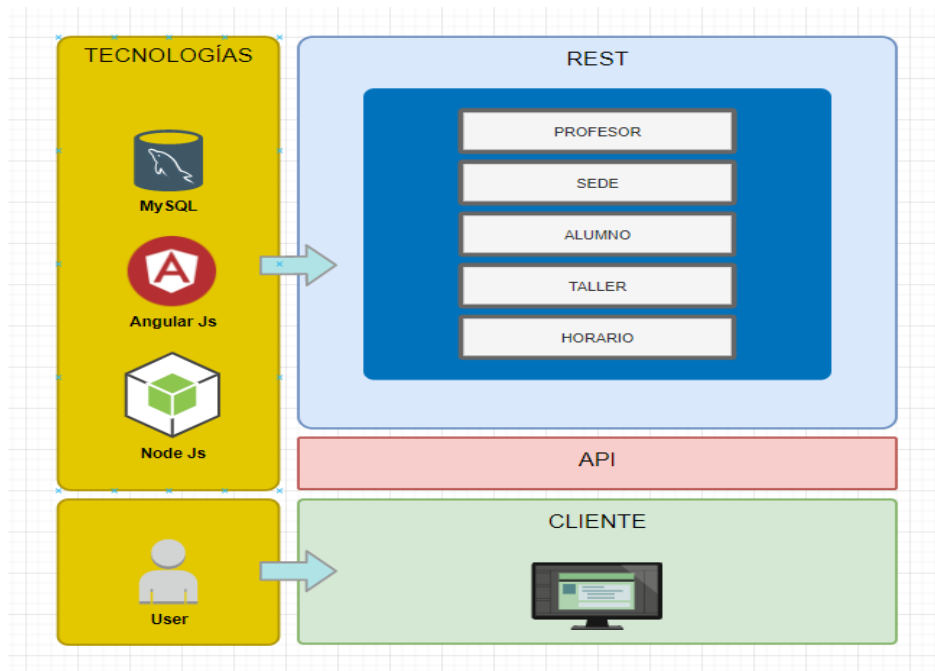 TECNOLOGÍAS
MySQL
Angular Js
Node Js
User
REST
PROFESOR
SEDE
ALUMNO
TALLER
HORARIO
API
CLIENTE